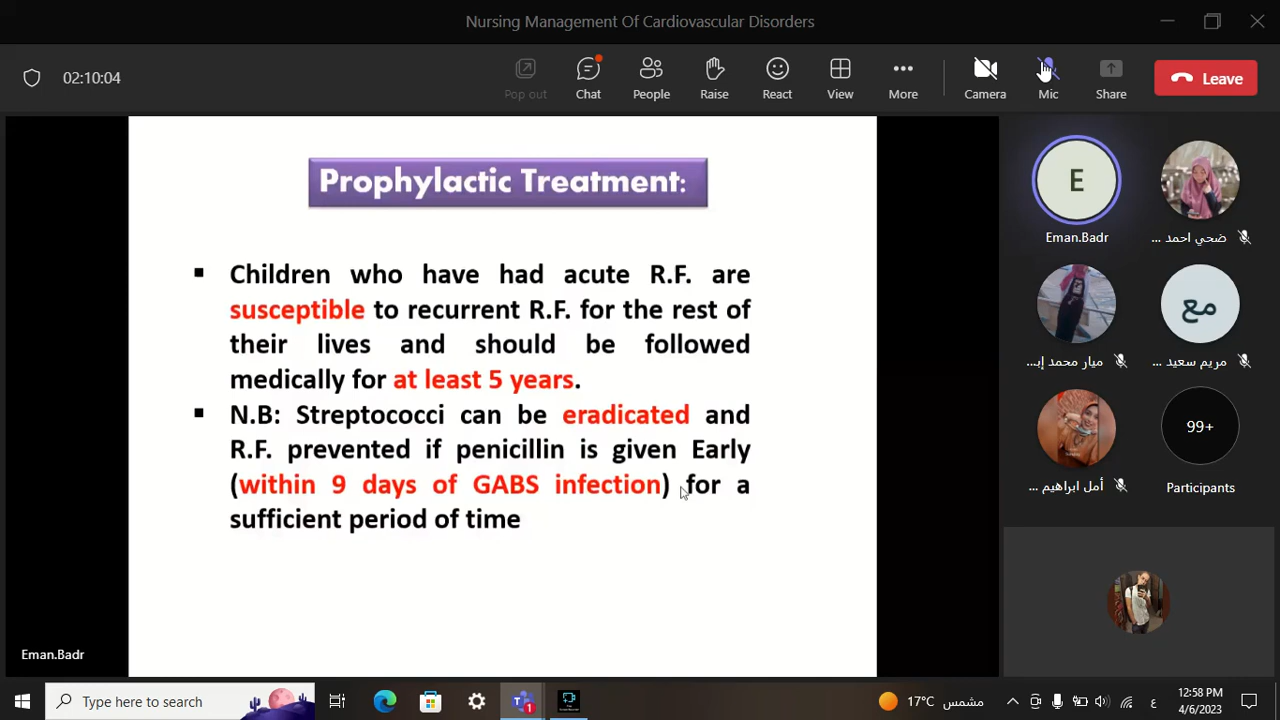 Nursing Management Of Cardiovascular Disorders
02:10:04
Pop out
Chat
People
Raise
React
View
More
Camera
Mic
Share
Leave
Prophylactic Treatment:
Children who have had acute R.F. are
susceptible to recurrent R.F. for the rest of
their lives and should be followed
medically for at least 5 years.
N.B: Streptococci can be eradicated and
R.F. prevented if penicillin is given Early
(within 9 days of GABS infection) for a
sufficient period of time
Eman.Badr
E
Eman.Badr
ضحي احمد ...
ميار محمد إبـ ...
مع
مريم سعيد ...
أمل ابراهيم ...
99+
Participants
Type here to search
1
17°C مشمس
ع
12:58 PM
4/6/2023